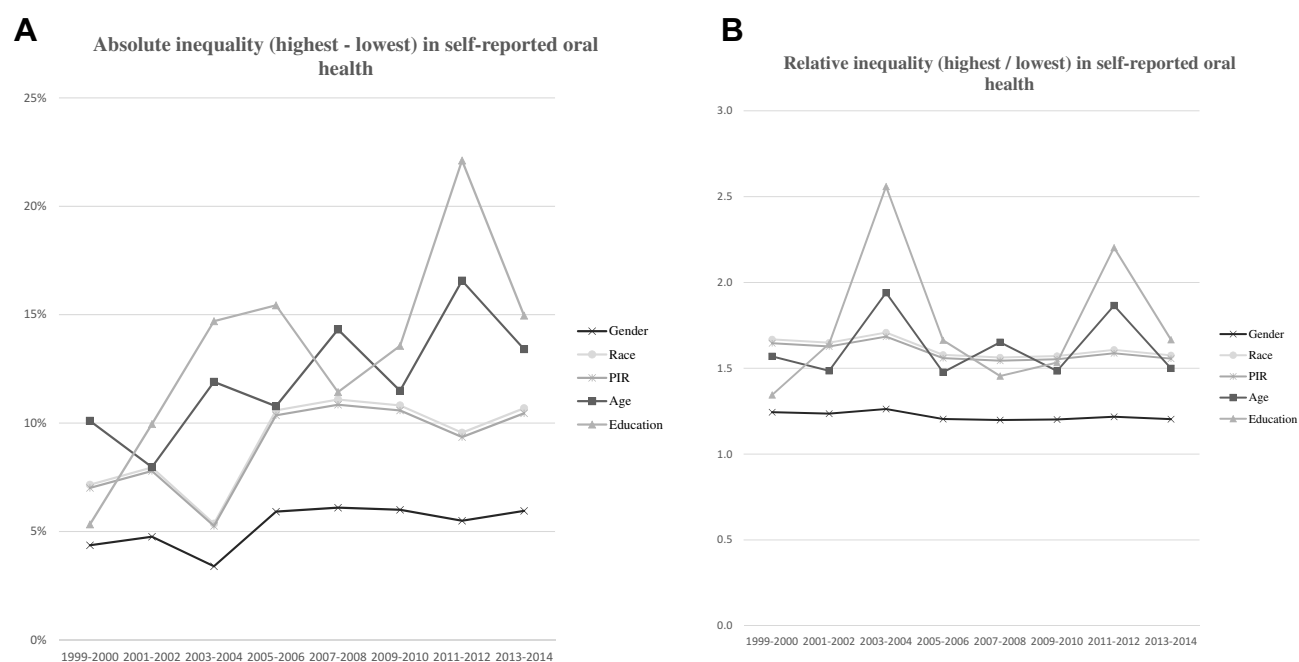 A
Absolute inequality (highest - lowest) in self-reported oral
health
25%
20%
15%
10%
5%
0%
1999-2000 2001-2002 2003-2004 2005-2006 2007-2008 2009-2010 2011-2012 2013-2014
Gender
Race
PIR
Age
Education
B
Relative inequality (highest / lowest) in self-reported oral
health
3.0
2.5
2.0
1.5
1.0
0.5
0.0
1999-2000 2001-2002 2003-2004 2005-2006 2007-2008 2009-2010 2011-2012 2013-2014
Gender
Race
PIR
Age
Education